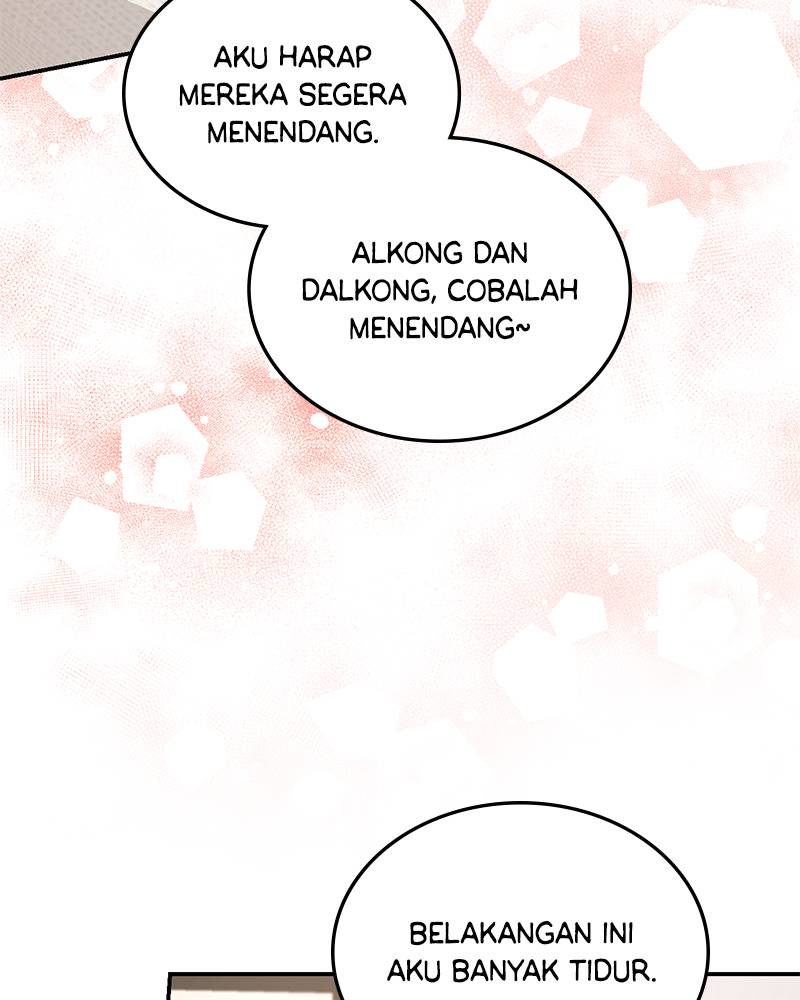 AKU HARAP
MEREKA SEGERA
MENENDANG.
ALKONG DAN
DALKONG, COBALAH
MENENDANG~
BELAKANGAN INI
AKU BANYAK TIDUR.